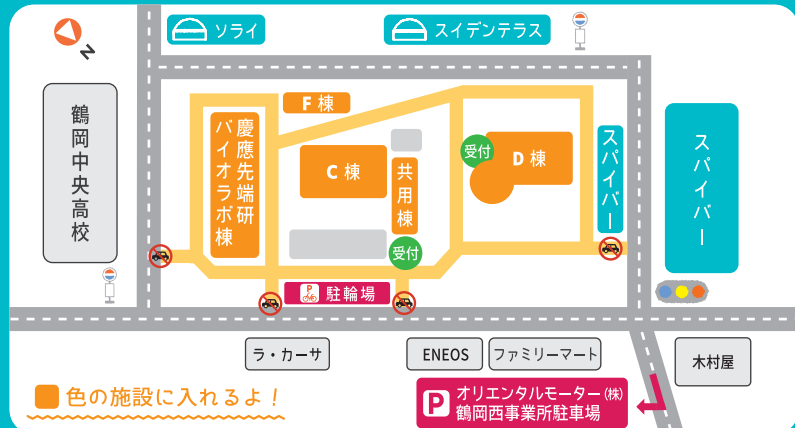 N
ソライ
スイデンテラス
鶴岡中央高校
F 棟
慶應先端研
バイオラボ棟
C 棟
共用棟
受付
受付
D 棟
スパイバー
スパイバー
P
駐輪場
ラ・カーサ
ENEOS
ファミリーマート
木村屋
P
オリエンタルモーター(株)
鶴岡西事業所駐車場
色の施設に入れるよ！